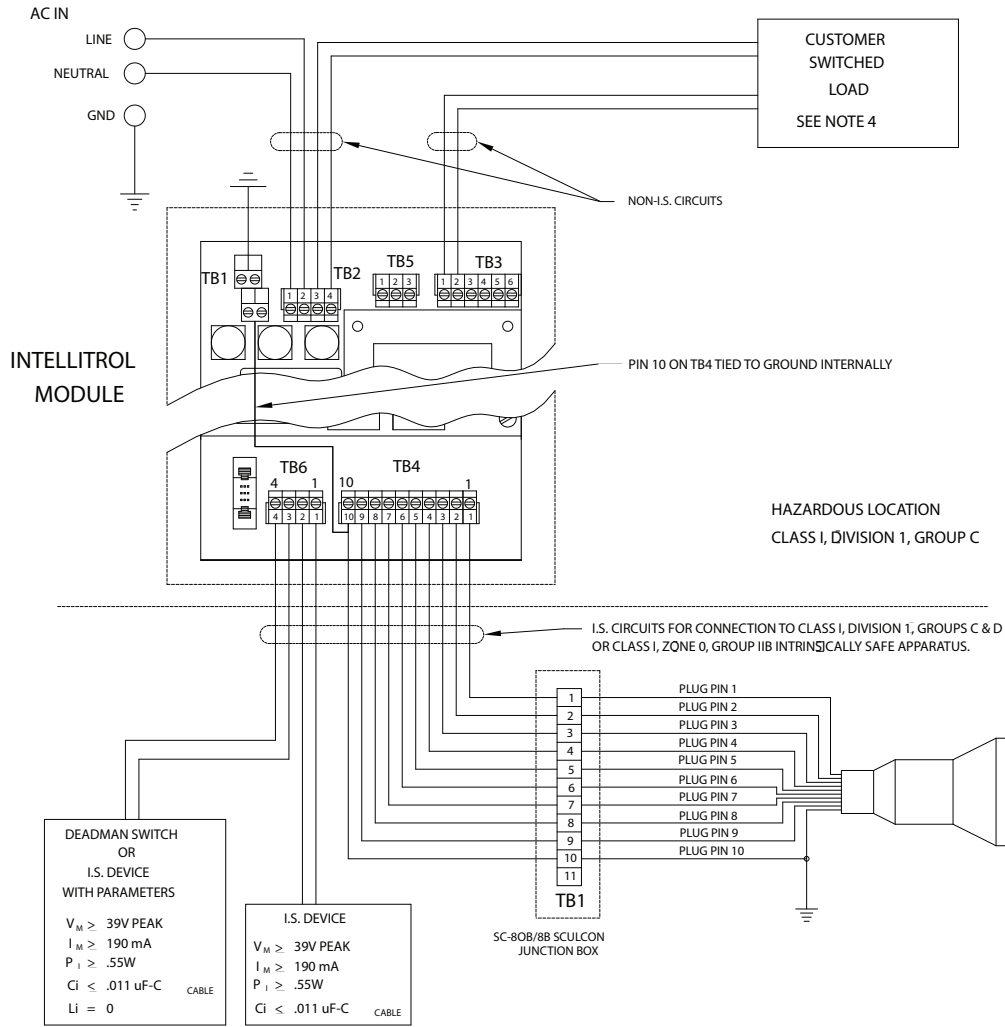 AC IN
LINE
NEUTRAL
GND
CUSTOMER
SWITCHED
LOAD
SEE NOTE 4
NON-I.S. CIRCUITS
TB1
TB2
TB5
TB3
1 2 3 4
1 2 3
1 2 3 4 5 6
INTELLITROL
MODULE
PIN 10 ON TB4 TIED TO GROUND INTERNALLY
TB6
TB4
4 1
10 1
4 3 2 1
10 9 8 7 6 5 4 3 2 1
HAZARDOUS LOCATION
CLASS I, DIVISION 1, GROUP C
I.S. CIRCUITS FOR CONNECTION TO CLASS I, DIVISION 1, GROUPS C & D
OR CLASS I, ZONE 0, GROUP IIB INTRINSICALLY SAFE APPARATUS.
1
2
3
4
5
6
7
8
9
10
11
TB1
SC-8OB/8B SCULCON
JUNCTION BOX
PLUG PIN 1
PLUG PIN 2
PLUG PIN 3
PLUG PIN 4
PLUG PIN 5
PLUG PIN 6
PLUG PIN 7
PLUG PIN 8
PLUG PIN 9
PLUG PIN 10
DEADMAN SWITCH
OR
I.S. DEVICE
WITH PARAMETERS
V M ≥ 39V PEAK
I M ≥ 190 mA
P I ≥ .55W
Ci ≤ .011 uF-C CABLE
Li = 0
I.S. DEVICE
V M ≥ 39V PEAK
I M ≥ 190 mA
P I ≥ .55W
Ci ≤ .011 uF-C CABLE